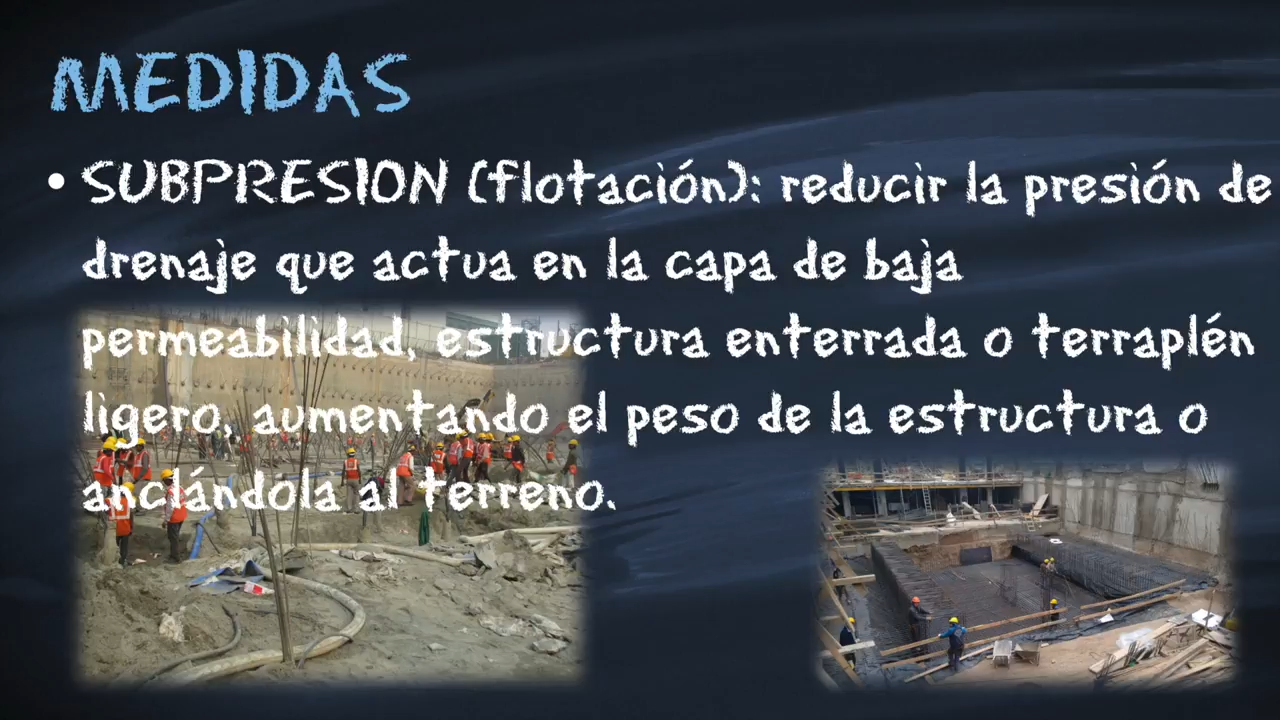 MEDIDAS
• SUBPRESION (flotación): reducir la presión de
drenaje que actua en la capa de baja
permeabilidad, estructura enterrada o terraplén
ligero, aumentando el peso de la estructura o
anclándola al terreno.